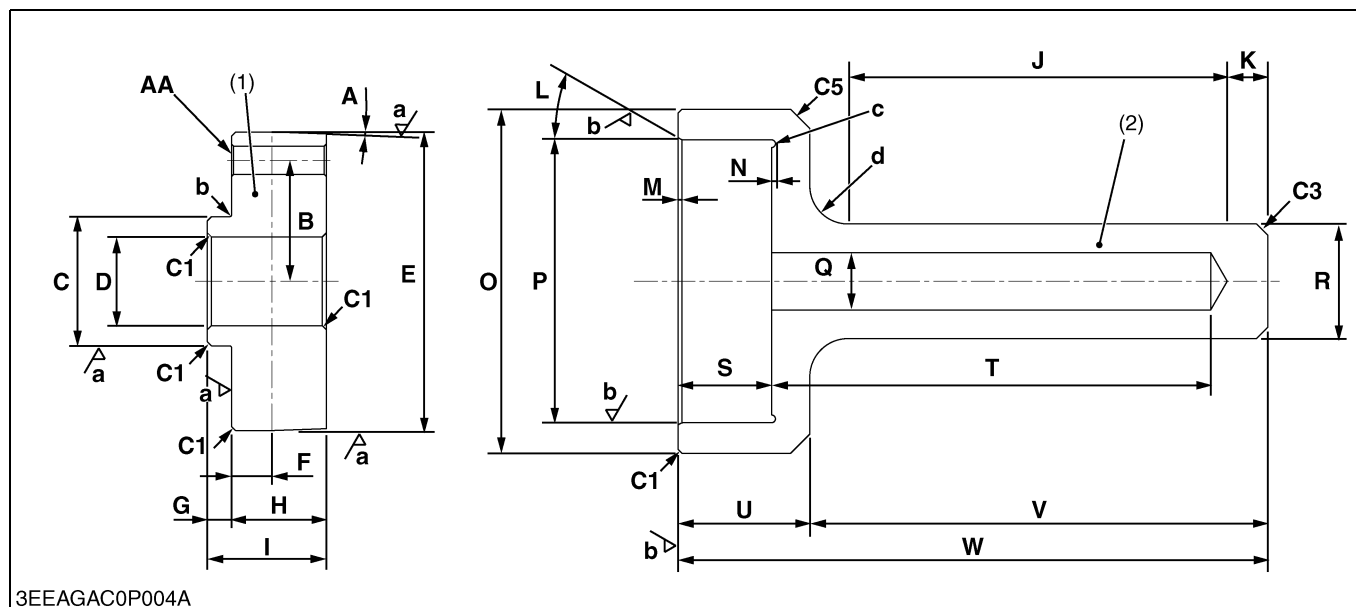 AA
(1)
A
a
b
B
C
D
C1
C1
E
a
C1
a
C1
a
F
G
H
I
L
b
C5
c
J
K
(2)
N
d
M
C3
O
P
Q
R
S
T
b
C1
U
V
b
W
3EEAGAC0P004A